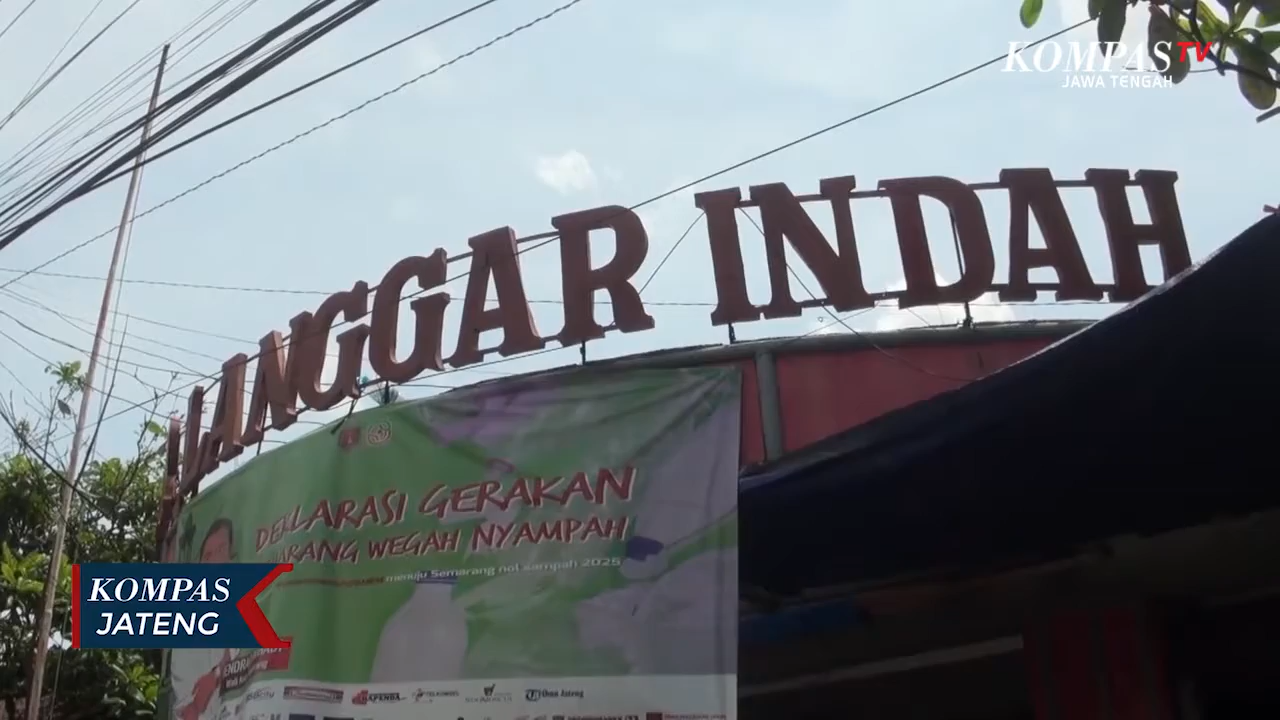 KOMPAS TV
JAWA TENGAH
LANGGAR INDAH
DEKLARASI GERAKAN
WEGAH NYAMPAH
menuju Semarang nol sampah 2025
KOMPAS
JATENG
TELKOMSEL
Tribun Jateng